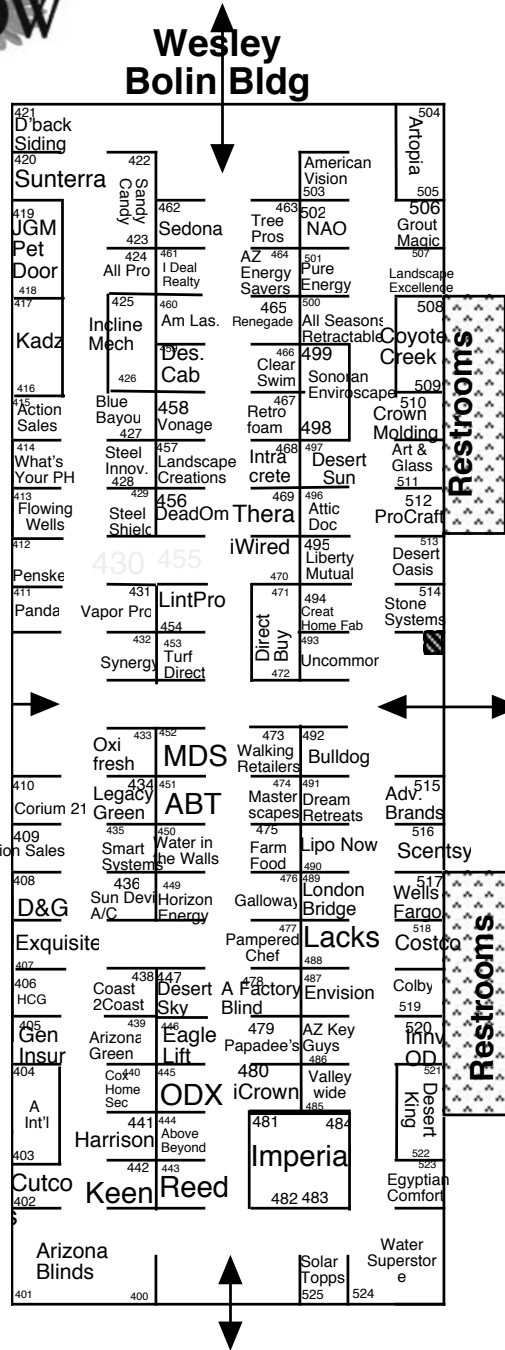 OW
Wesley
Bolin Bldg
421
D'back
Siding
420
Sunterra
419
JGM
Pet
Door
418
417
Kadz
416
415
Action
Sales
414
What's
Your PH
413
Flowing
Wells
412
Penske
411
Panda
422
Sandy
Candy
423
424
All Pro
425
Incline
Mech
426
Blue
Bayou
427
Steel
Innov.
428
429
Steel
Shield
430
455
431
Vapor Pro
432
Synergy
462
Sedona
461
I Deal
Realty
460
Am Las.
459
Des.
Cab
458
Vonage
457
Landscape
Creations
456
DeadOm
LintPro
454
453
Turf
Direct
463
Tree
Pros
AZ
464
Energy
Savers
465
Renegade
466
Clear
Swim
467
Retro
foam
Intra
468
crete
469
Thera
iWired
470
471
Direct
Buy
472
American
Vision
503
502
NAO
501
Pure
Energy
500
All Seasons
Retractable
499
Sonoran
Enviroscape
498
497
Desert
Sun
496
Attic
Doc
495
Liberty
Mutual
494
Creat
Home Fab
493
Uncommor
504
Artopia
505
506
Grout
Magic
507
Landscape
Excellence
508
Coyote
Creek
509
510
Crown
Molding
Art &
Glass
511
512
ProCraft
513
Desert
Oasis
514
Stone
Systems
Restrooms
410
Corium 21
409
ion Sales
408
D&G
Exquisite
407
406
HCG
405
Gen
Insur
404
A
Int'l
403
Cutco
402
s
Arizona
Blinds
401
400
433
Oxi
fresh
434
Legacy
Green
435
Smart
Systems
436
Sun Devil
A/C
438
Coast
2Coast
439
Arizona
Green
440
Cox
Home
Sec
441
Harrison
442
Keen
452
MDS
451
ABT
450
Water in
the Walls
449
Horizon
Energy
447
Desert
Sky
446
Eagle
Lift
445
ODX
444
Above
Beyond
443
Reed
473
Walking
Retailers
474
Master
scapes
475
Farm
Food
476
Galloway
477
Pampered
Chef
478
A Factory
Blind
479
Papadee's
480
iCrown
481
484
Imperia
482
483
492
Bulldog
491
Dream
Retreats
Lipo Now
490
489
London
Bridge
Lacks
488
487
Envision
AZ Key
Guys
486
Valley
wide
485
Solar
Topps
525
515
Adv.
Brands
516
Scentsy
517
Wells
Fargo
518
Costco
Colby
519
520
Innv
OD
521
Desert
King
522
523
Egyptian
Comfort
Water
Superstor
e
524
Restrooms